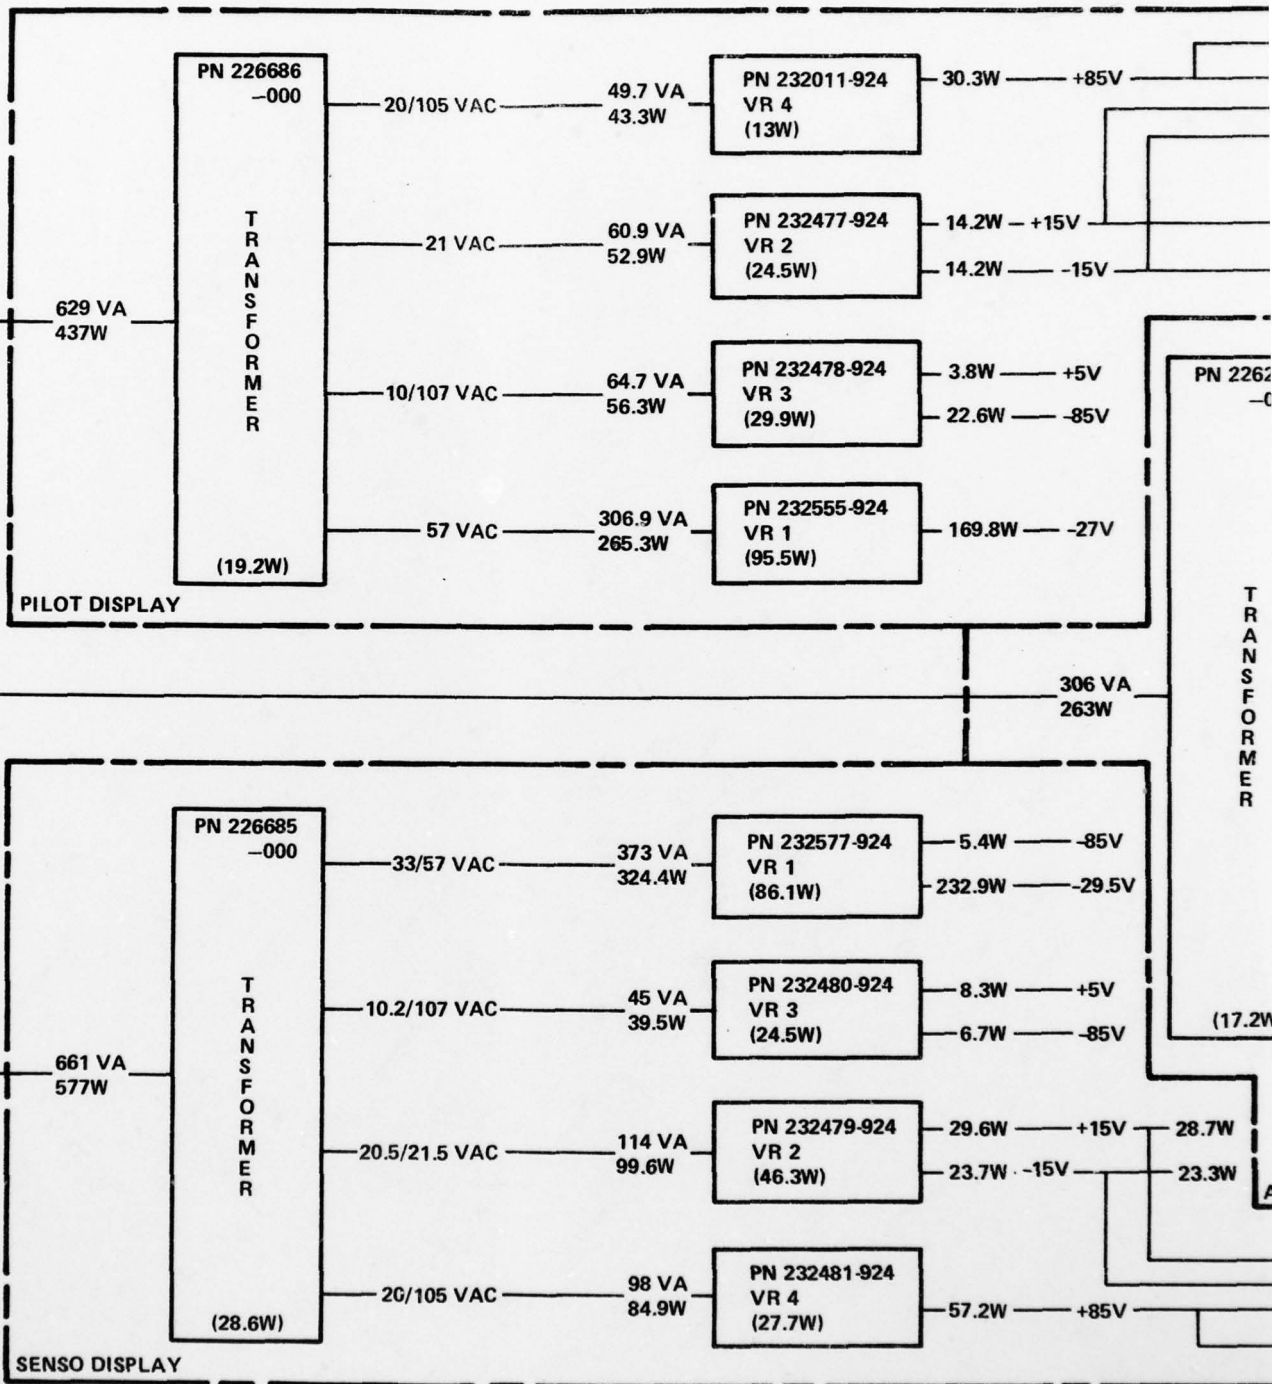 PN 226686
–000
TRANSFORMER
(19.2W)
629 VA
437W
20/105 VAC
49.7 VA
43.3W
PN 232011-924
VR 4
(13W)
30.3W
+85V
21 VAC
60.9 VA
52.9W
PN 232477-924
VR 2
(24.5W)
14.2W
+15V
14.2W
-15V
10/107 VAC
64.7 VA
56.3W
PN 232478-924
VR 3
(29.9W)
3.8W
+5V
22.6W
-85V
57 VAC
306.9 VA
265.3W
PN 232555-924
VR 1
(95.5W)
169.8W
-27V
PILOT DISPLAY
306 VA
263W
PN 2262
TRANSFORMER
(17.2W
PN 226685
–000
TRANSFORMER
(28.6W)
661 VA
577W
33/57 VAC
373 VA
324.4W
PN 232577-924
VR 1
(86.1W)
5.4W
-85V
232.9W
-29.5V
10.2/107 VAC
45 VA
39.5W
PN 232480-924
VR 3
(24.5W)
8.3W
+5V
6.7W
-85V
20.5/21.5 VAC
114 VA
99.6W
PN 232479-924
VR 2
(46.3W)
29.6W
+15V
28.7W
23.7W
-15V
23.3W
20/105 VAC
98 VA
84.9W
PN 232481-924
VR 4
(27.7W)
57.2W
+85V
SENSO DISPLAY